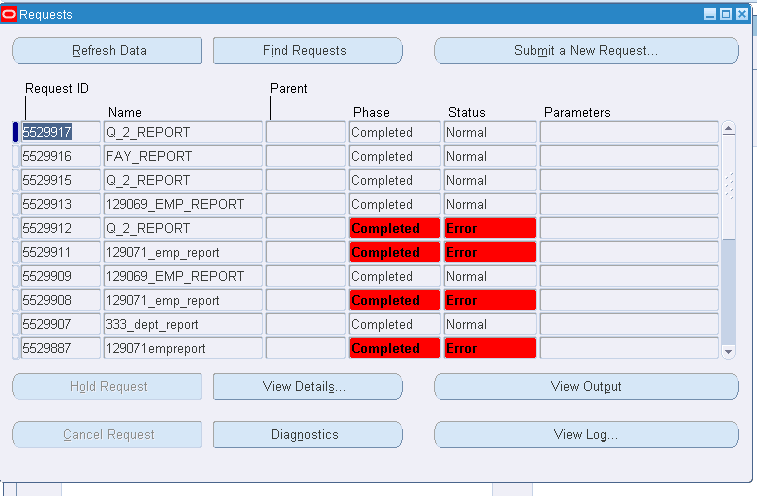 Requests
Refresh Data Find Requests Submit a New Request...
Request ID Parent
Name Phase Status Parameters
5529917 Q_2_REPORT Completed Normal
5529916 FAY_REPORT Completed Normal
5529915 Q_2_REPORT Completed Normal
5529913 129069_EMP_REPORT Completed Normal
5529912 Q_2_REPORT Completed Error
5529911 129071_emp_report Completed Error
5529909 129069_EMP_REPORT Completed Normal
5529908 129071_emp_report Completed Error
5529907 333_dept_report Completed Normal
5529887 129071empreport Completed Error
Hold Request View Details... View Output
Cancel Request Diagnostics View Log...